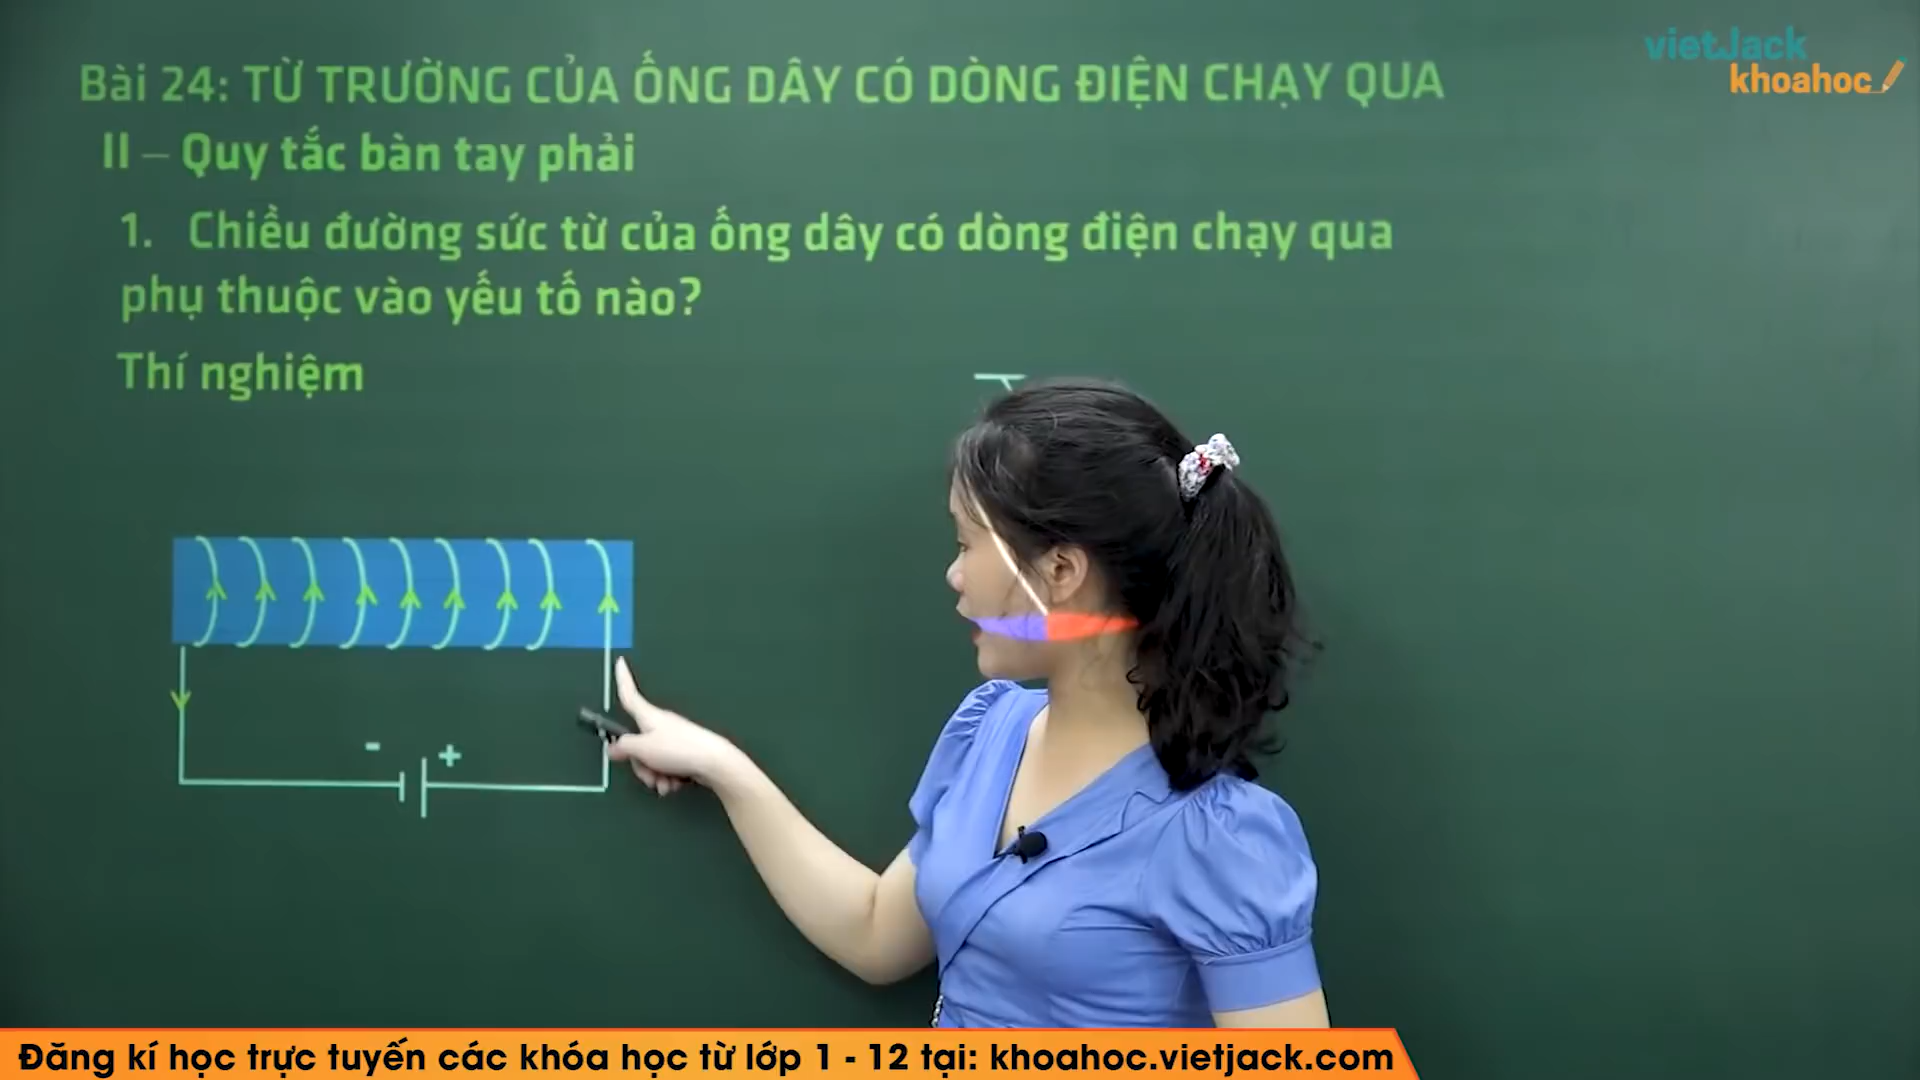 vietJack
khoahoc
Bài 24: TỪ TRƯỜNG CỦA ỐNG DÂY CÓ DÒNG ĐIỆN CHẠY QUA
II – Quy tắc bàn tay phải
1. Chiều đường sức từ của ống dây có dòng điện chạy qua
phụ thuộc vào yếu tố nào?
Thí nghiệm
- +
Đăng kí học trực tuyến các khóa học từ lớp 1 - 12 tại: khoahoc.vietjack.com